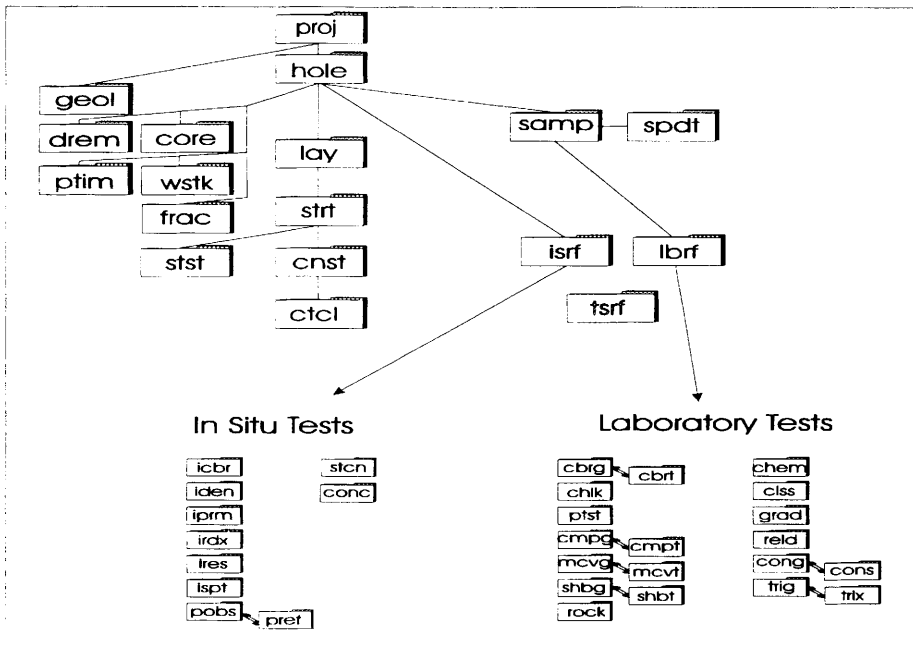 proj
hole
geol
drem
core
samp
spdt
lay
ptim
wstk
frac
strt
stst
cnst
isrf
lbrf
ctcl
tsrf
In Situ Tests
Laboratory Tests
icbr
iden
iprm
irdx
ires
ispt
pobs
pref
stcn
conc
cbrg
cbrt
chlk
ptst
cmpg
cmpt
mcvg
mcvt
shbg
shbt
rock
chem
clss
grad
reld
cong
cons
trig
trix